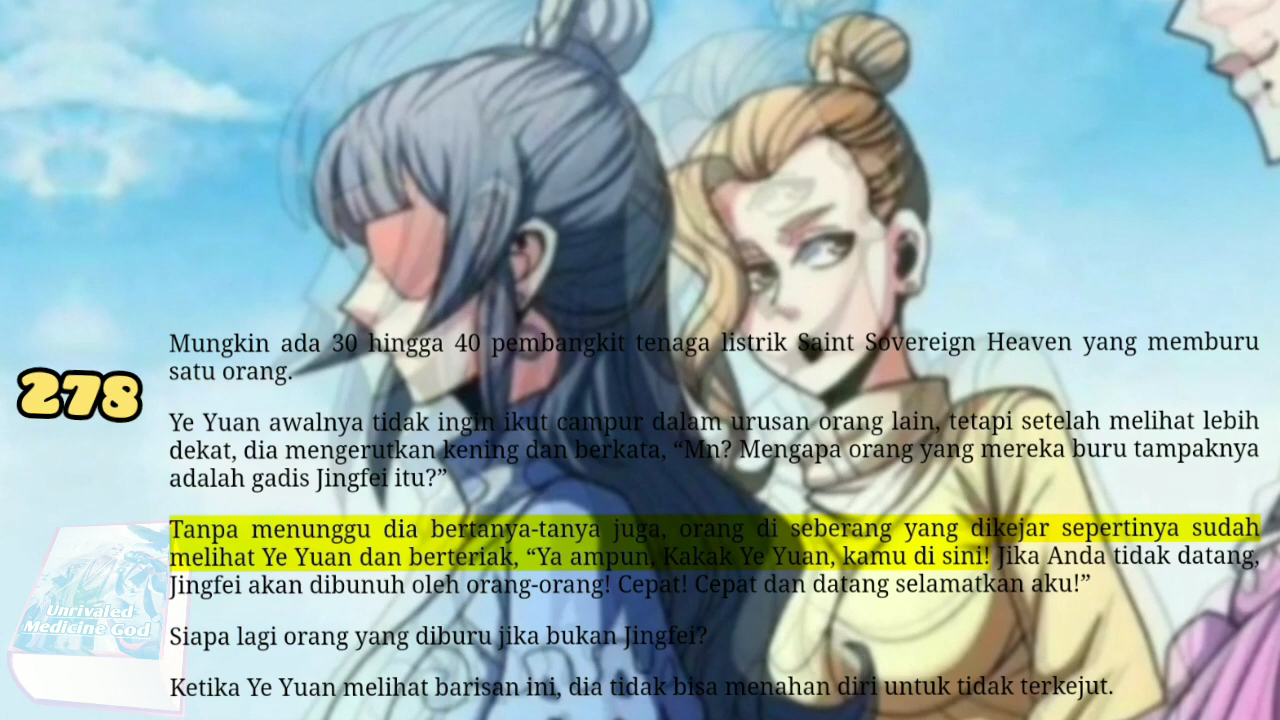 Mungkin ada 30 hingga 40 pembangkit tenaga listrik Saint Sovereign Heaven yang memburu
satu orang.
278
Ye Yuan awalnya tidak ingin ikut campur dalam urusan orang lain, tetapi setelah melihat lebih
dekat, dia mengerutkan kening dan berkata, “Mn? Mengapa orang yang mereka buru tampaknya
adalah gadis Jingfei itu?”
Tanpa menunggu dia bertanya-tanya juga, orang di seberang yang dikejar sepertinya sudah
melihat Ye Yuan dan berteriak, “Ya ampun, Kakak Ye Yuan, kamu di sini! Jika Anda tidak datang,
Jingfei akan dibunuh oleh orang-orang! Cepat! Cepat dan datang selamatkan aku!”
Unrivaled
Medicine God
Siapa lagi orang yang diburu jika bukan Jingfei?
Ketika Ye Yuan melihat barisan ini, dia tidak bisa menahan diri untuk tidak terkejut.